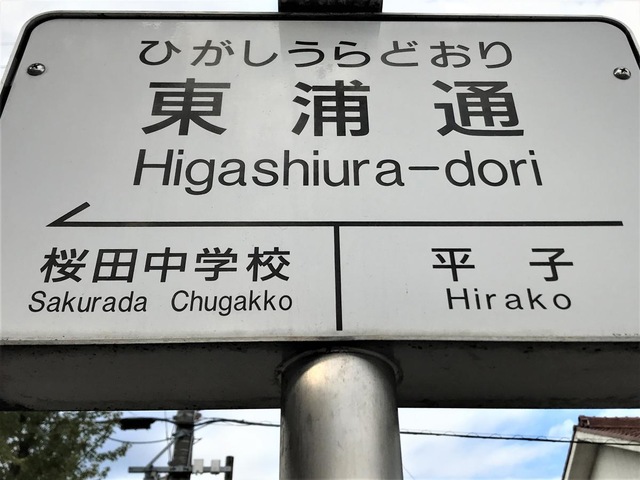 ひがしうらどおり
東浦通
Higashiura-dori
桜田中学校 平子
Sakurada Chugakko Hirako